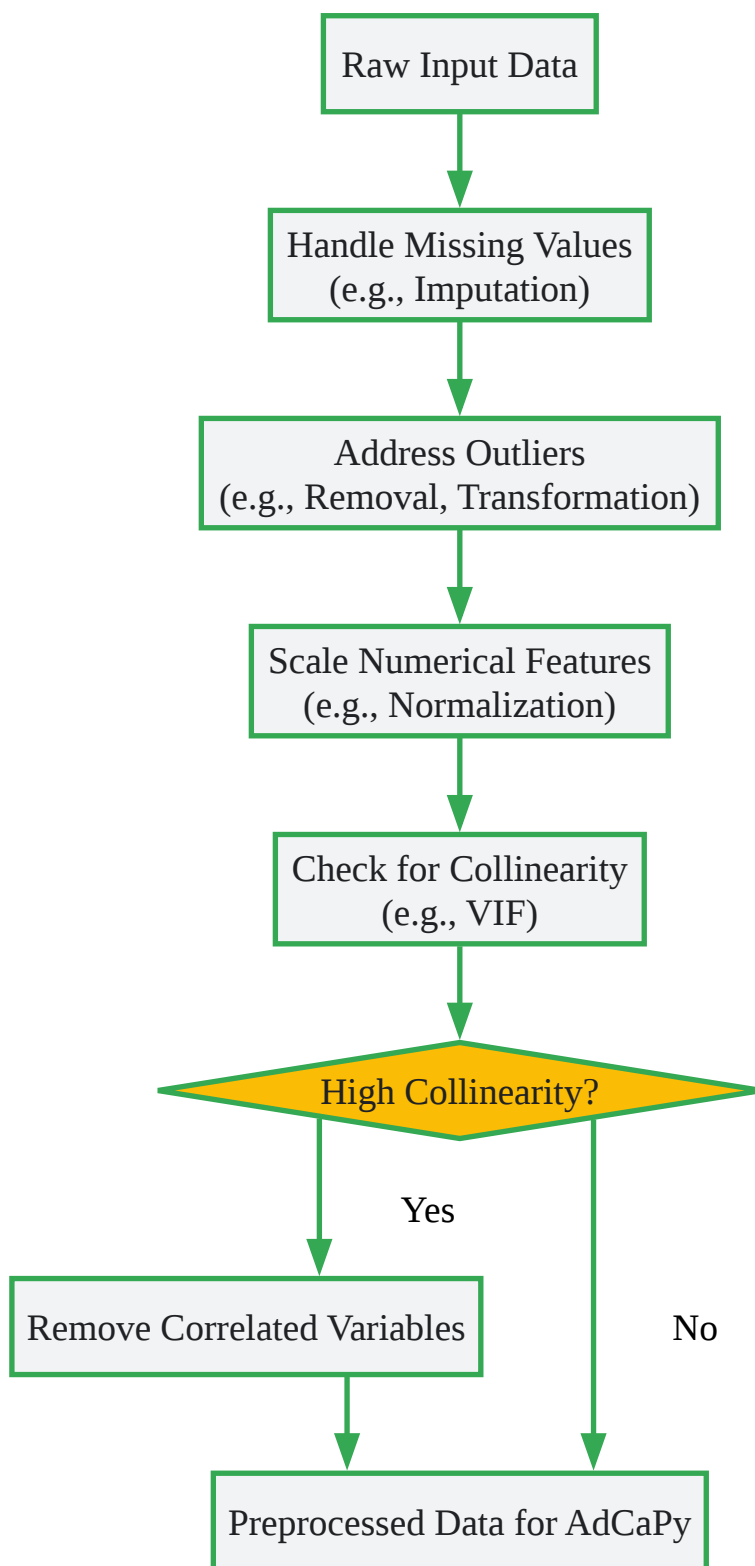 Raw Input Data
Handle Missing Values
(e.g., Imputation)
Address Outliers
(e.g., Removal, Transformation)
Scale Numerical Features
(e.g., Normalization)
Check for Collinearity
(e.g., VIF)
High Collinearity?
Yes
Remove Correlated Variables
No
Preprocessed Data for AdCaPy